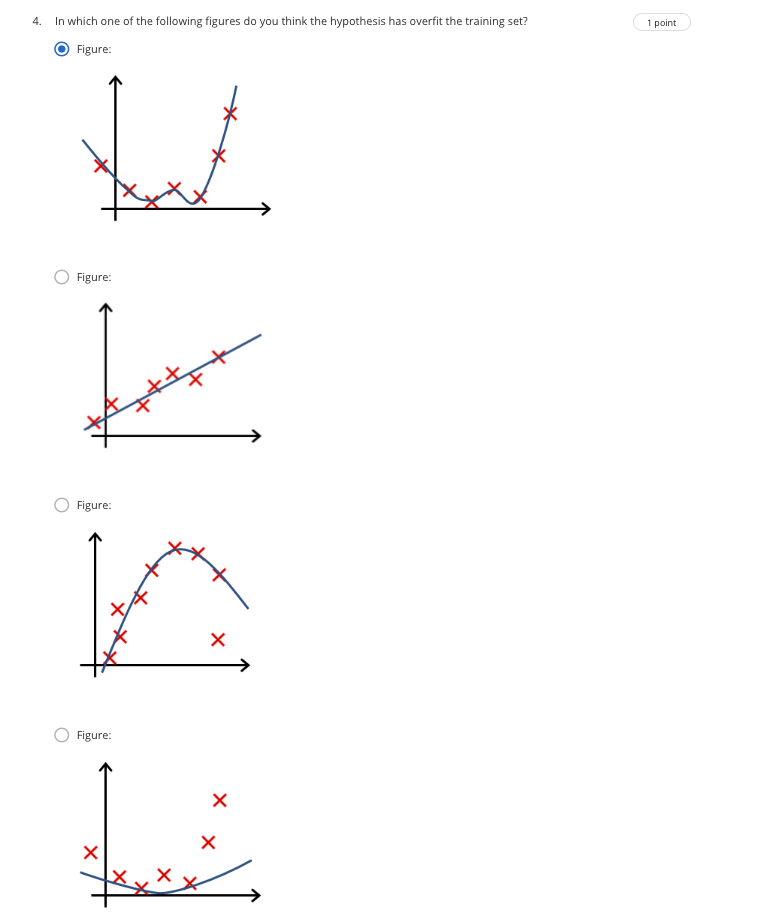 4. In which one of the following figures do you think the hypothesis has overfit the training set?
1 point
Figure:
Figure:
Figure:
Figure: